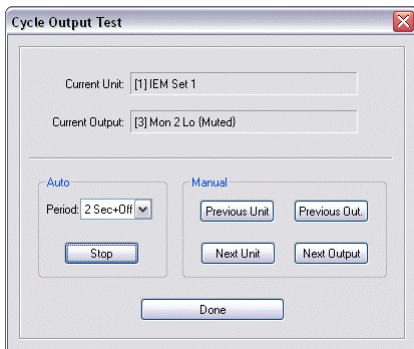 Cycle Output Test
Current Unit: [1] IEM Set 1
Current Output: [3] Mon 2 Lo {Muted}
Auto
Period: 2 Sec+Off
Stop
Manual
Previous Unit Previous Out.
Next Unit Next Output
Done